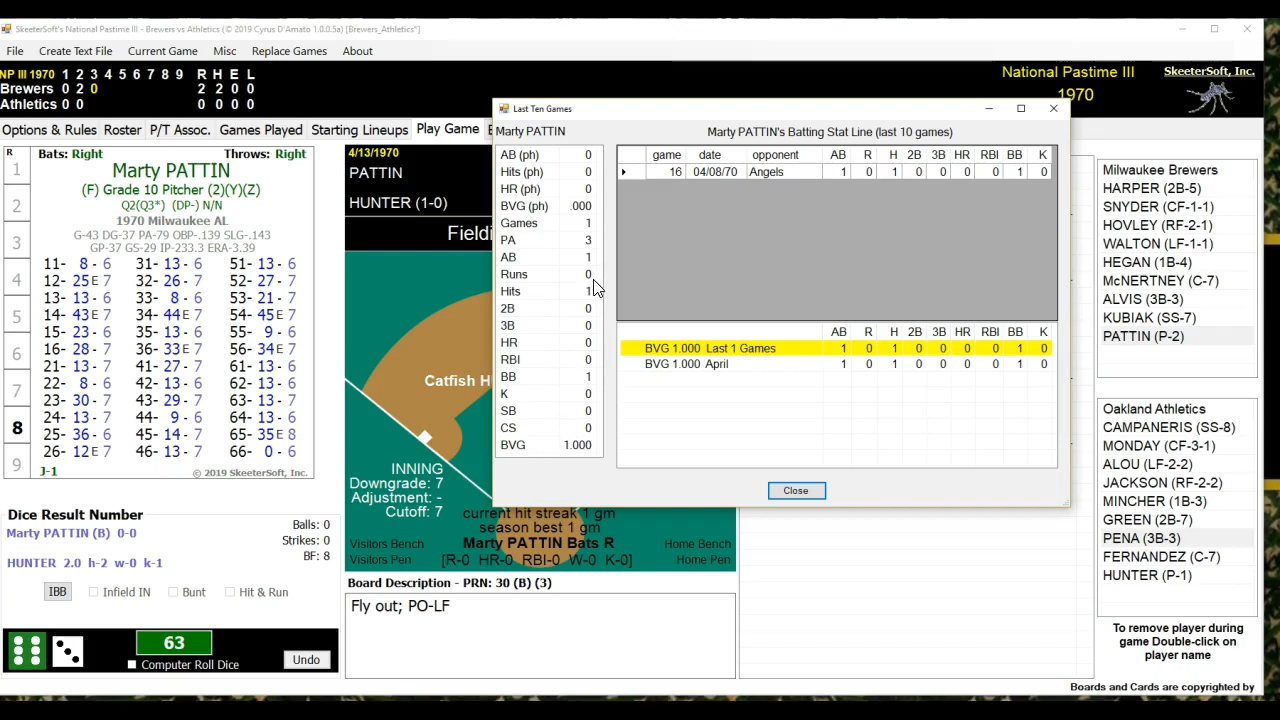 SkeeterSoft's National Pastime III - Brewers vs Athletics (© 2019 Cyrus D'Amato 1.0.0.5a) [Brewers_Athletics*]
File Create Text File Current Game Misc Replace Games About
NP III 1970 1 2 3 4 5 6 7 8 9 R H E L
Brewers 0 2 0 2 2 0 0
Athletics 0 0 0 0 0 0
National Pastime III
1970
SkeeterSoft, Inc.
Options & Rules Roster P/T Assoc. Games Played Starting Lineups Play Game
R
1
2
3
4
5
6
7
8
9
Bats: Right Throws: Right
Marty PATTIN
(F) Grade 10 Pitcher (2)(Y)(Z)
Q2(Q3*) (DP-) N/N
1970 Milwaukee AL
G-43 DG-37 PA-79 OBP-.139 SLG-.143
GP-37 GS-29 IP-233.3 ERA-3.39
11- 8 - 6 31- 13 - 6 51- 13 - 6
12- 25 E 7 32- 26 - 7 52- 27 - 7
13- 13 - 6 33- 8 - 6 53- 21 - 7
14- 43 E 7 34- 44 E 7 54- 45 E 7
15- 23 - 6 35- 13 - 6 55- 9 - 6
16- 28 - 7 36- 33 E 7 56- 34 E 7
21- 13 - 7 41- 27 - 7 61- 13 - 7
22- 8 - 6 42- 13 - 6 62- 13 - 6
23- 30 - 7 43- 29 - 7 63- 13 - 7
24- 13 - 7 44- 9 - 6 64- 13 - 7
25- 36 - 6 45- 14 - 7 65- 35 E 8
26- 12 E 7 46- 13 - 7 66- 0 - 6
J-1 © 2019 SkeeterSoft, Inc.
4/13/1970
PATTIN
HUNTER (1-0)
Fieldi
Catfish H
INNING
Downgrade: 7
Adjustment: -
Cutoff: 7
current hit streak 1 gm
season best 1 gm
Visitors Bench Marty PATTIN Bats R Home Bench
Visitors Pen [R-0 HR-0 RBI-0 W-0 K-0] Home Pen
Board Description - PRN: 30 (B) (3)
Fly out; PO-LF
Last Ten Games
Marty PATTIN
Marty PATTIN's Batting Stat Line (last 10 games)
AB (ph) 0
Hits (ph) 0
HR (ph) 0
BVG (ph) .000
Games 1
PA 3
AB 1
Runs 0
Hits 1
2B 0
3B 0
HR 0
RBI 0
BB 1
K 0
SB 0
CS 0
BVG 1.000
game date opponent AB R H 2B 3B HR RBI BB K
16 04/08/70 Angels 1 0 1 0 0 0 0 1 0
AB R H 2B 3B HR RBI BB K
BVG 1.000 Last 1 Games 1 0 1 0 0 0 0 1 0
BVG 1.000 April 1 0 1 0 0 0 0 1 0
Close
Milwaukee Brewers
HARPER (2B-5)
SNYDER (CF-1-1)
HOVLEY (RF-2-1)
WALTON (LF-1-1)
HEGAN (1B-4)
McNERTNEY (C-7)
ALVIS (3B-3)
KUBIAK (SS-7)
PATTIN (P-2)
Oakland Athletics
CAMPANERIS (SS-8)
MONDAY (CF-3-1)
ALOU (LF-2-2)
JACKSON (RF-2-2)
MINCHER (1B-3)
GREEN (2B-7)
PENA (3B-3)
FERNANDEZ (C-7)
HUNTER (P-1)
To remove player during
game Double-click on
player name
Boards and Cards are copyrighted by
Dice Result Number
Marty PATTIN (B) 0-0
HUNTER 2.0 h-2 w-0 k-1
Balls: 0
Strikes: 0
BF: 8
IBB Infield IN Bunt Hit & Run
63
Computer Roll Dice
Undo